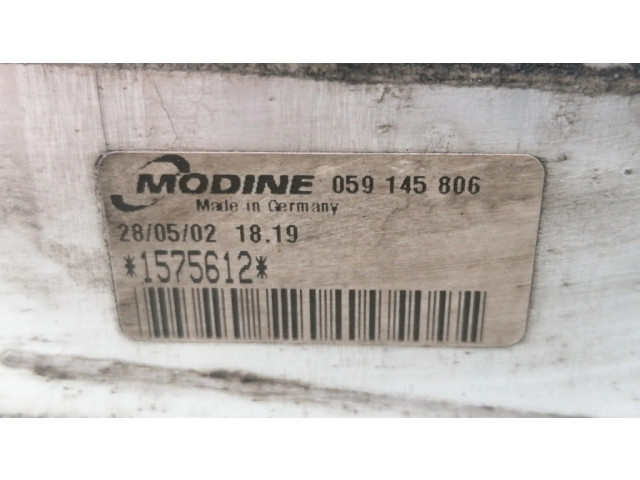 MODINE 059 145 806
Made in Germany
28/05/02 18.19
*1575612*